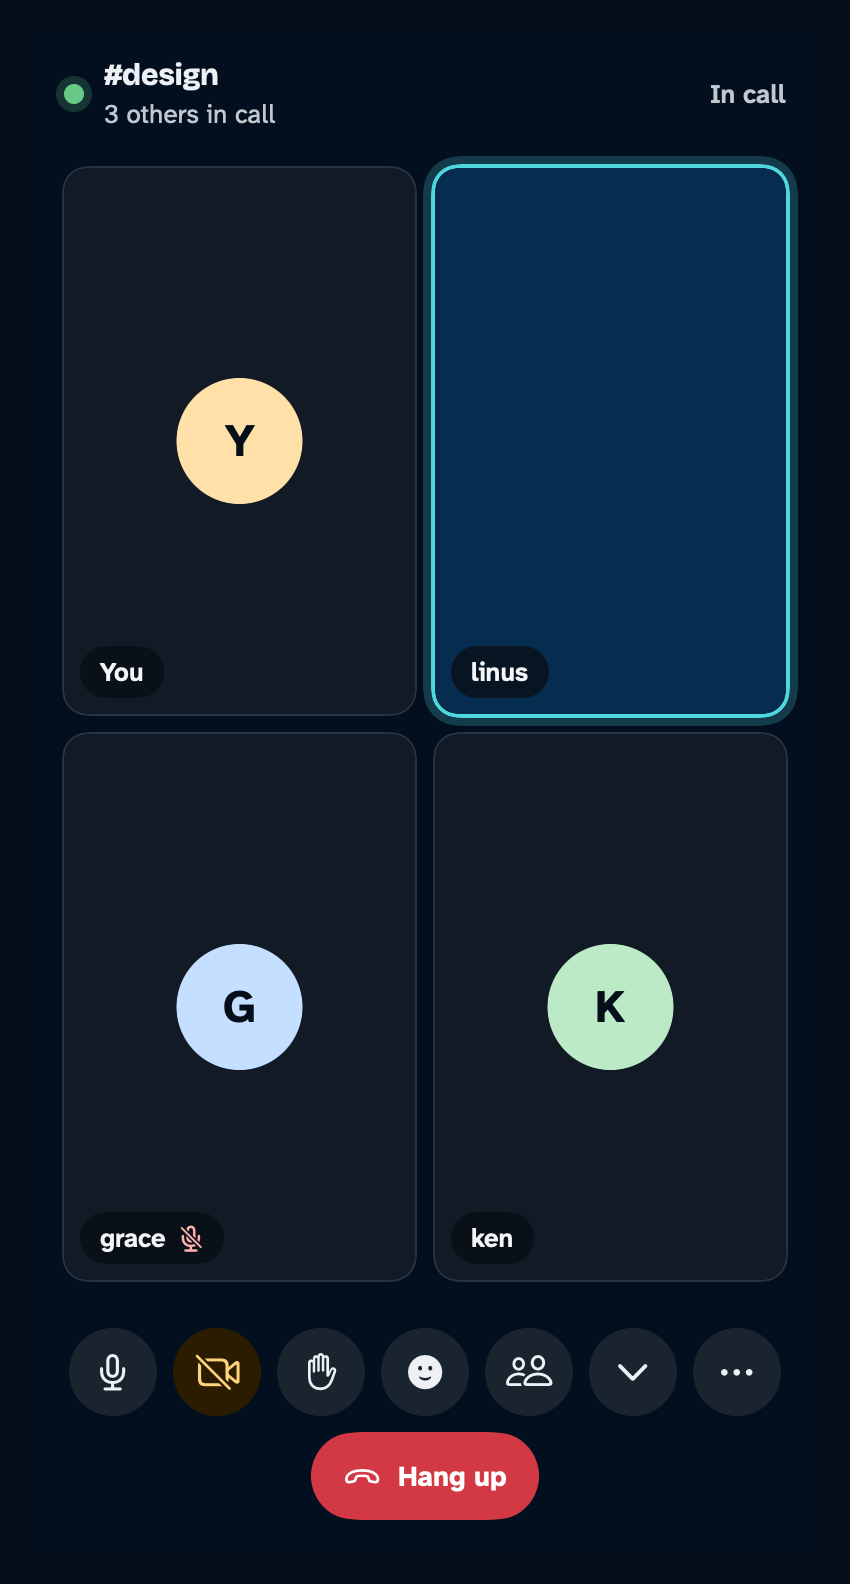 #design
3 others in call
In call
Y
You
linus
G
grace
K
ken
Hang up